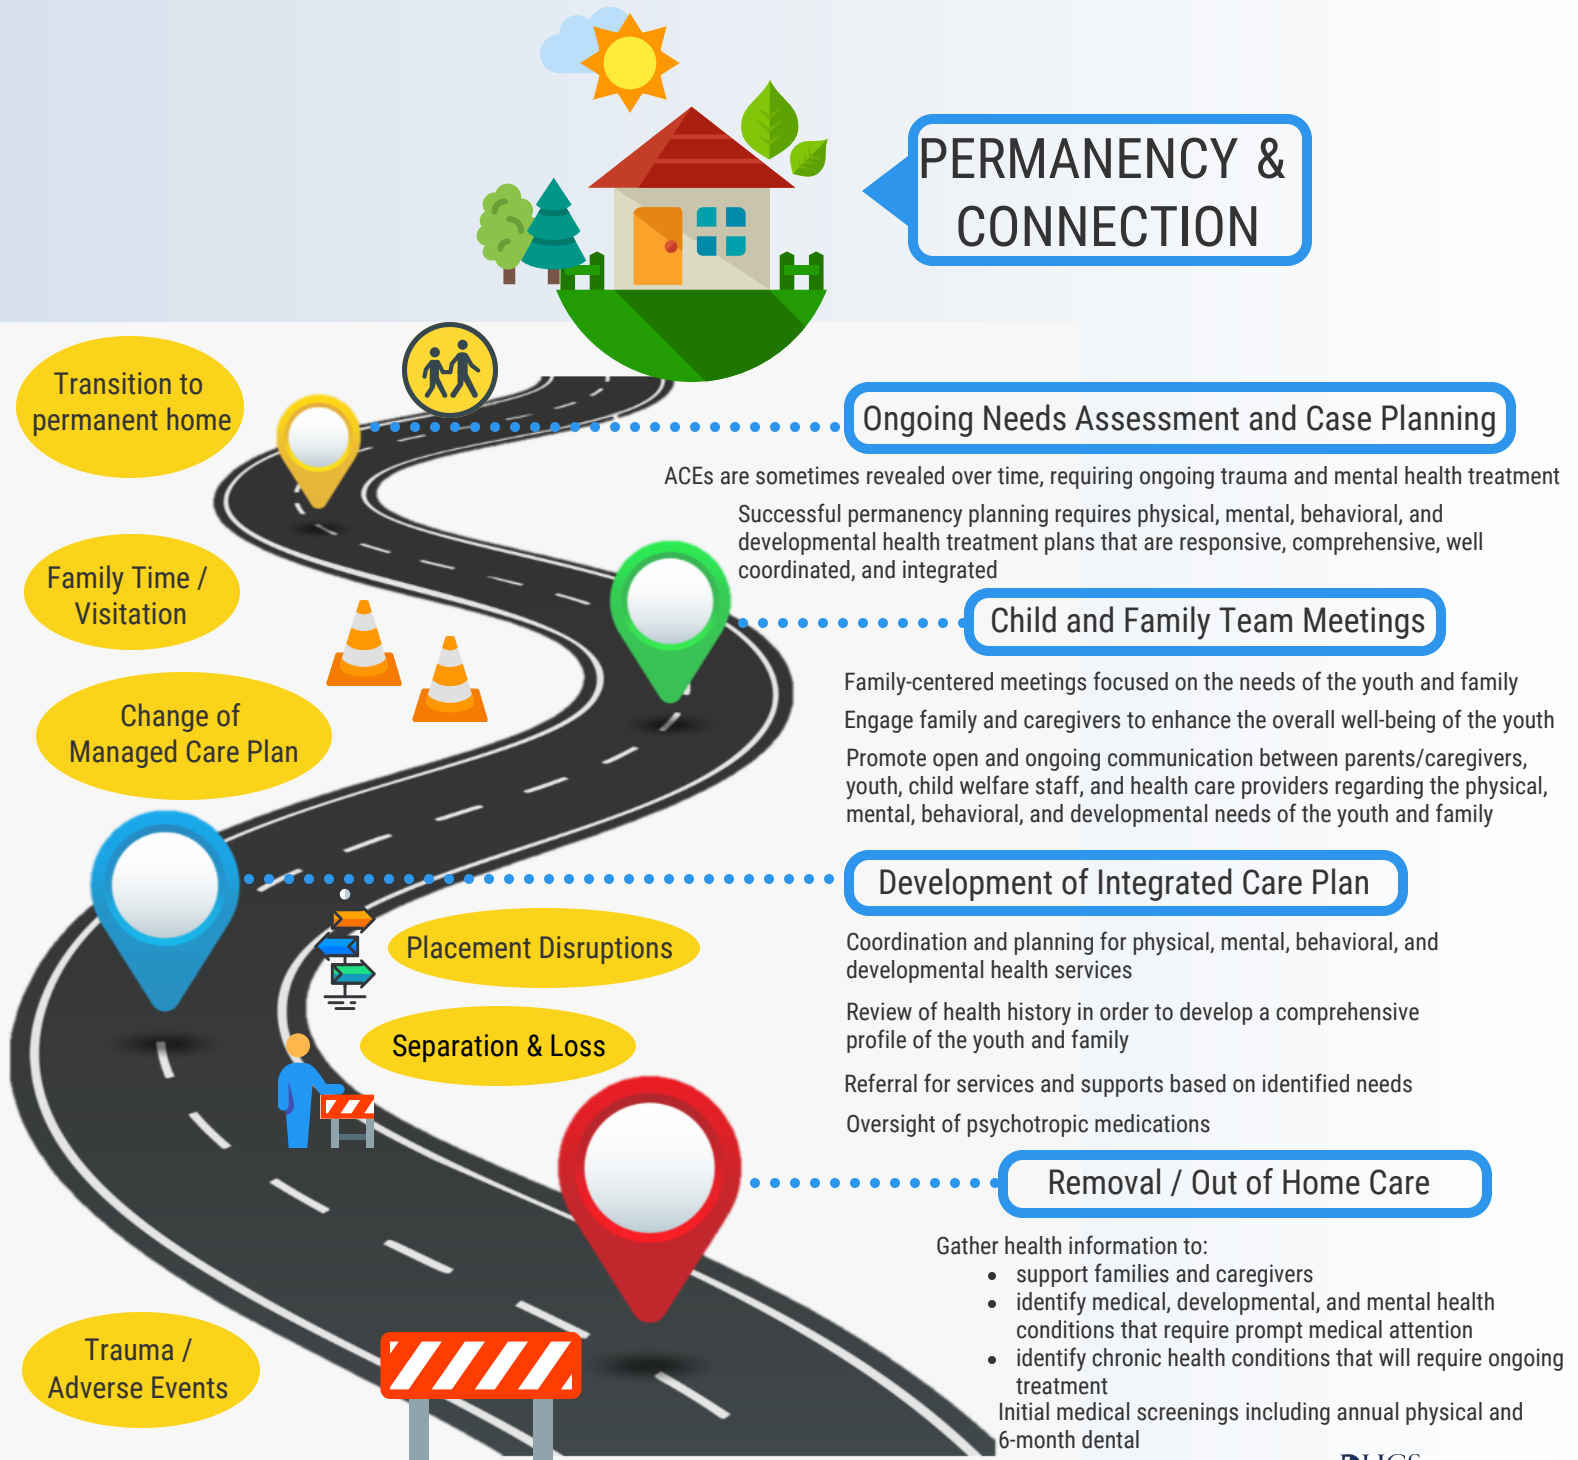 PERMANENCY &
CONNECTION
Transition to
permanent home
Ongoing Needs Assessment and Case Planning
ACEs are sometimes revealed over time, requiring ongoing trauma and mental health treatment
Successful permanency planning requires physical, mental, behavioral, and
developmental health treatment plans that are responsive, comprehensive, well
coordinated, and integrated
Family Time /
Visitation
Child and Family Team Meetings
Family-centered meetings focused on the needs of the youth and family
Engage family and caregivers to enhance the overall well-being of the youth
Promote open and ongoing communication between parents/caregivers,
youth, child welfare staff, and health care providers regarding the physical,
mental, behavioral, and developmental needs of the youth and family
Change of
Managed Care Plan
Development of Integrated Care Plan
Coordination and planning for physical, mental, behavioral, and
developmental health services
Review of health history in order to develop a comprehensive
profile of the youth and family
Referral for services and supports based on identified needs
Oversight of psychotropic medications
Placement Disruptions
Separation & Loss
Removal / Out of Home Care
Gather health information to:
• support families and caregivers
• identify medical, developmental, and mental health
conditions that require prompt medical attention
• identify chronic health conditions that will require ongoing
treatment
Initial medical screenings including annual physical and
6-month dental
Trauma /
Adverse Events